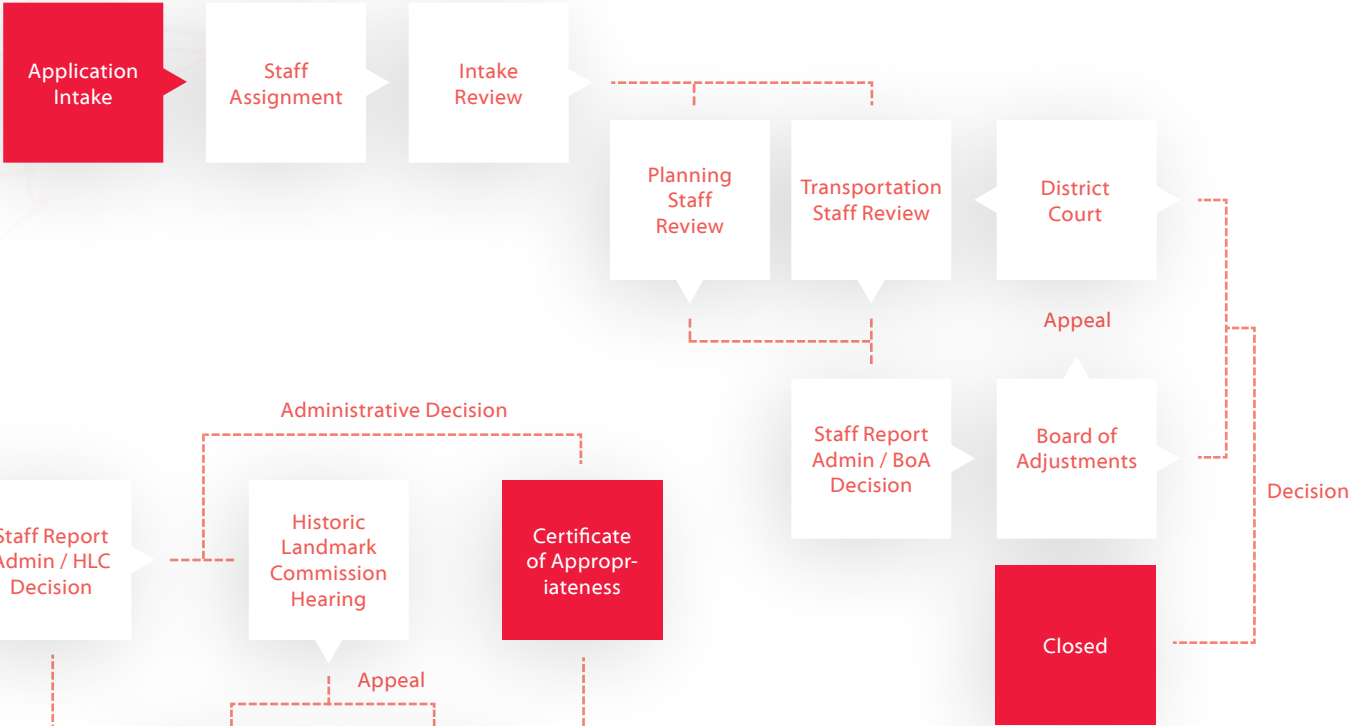 Application
Intake
Staff
Assignment
Intake
Review
Planning
Staff
Review
Transportation
Staff Review
District
Court
Appeal
Administrative Decision
Staff Report
Admin / BoA
Decision
Board of
Adjustments
Decision
Staff Report
Admin / HLC
Decision
Historic
Landmark
Commission
Hearing
Certificate
of Appropr-
iateness
Closed
Appeal